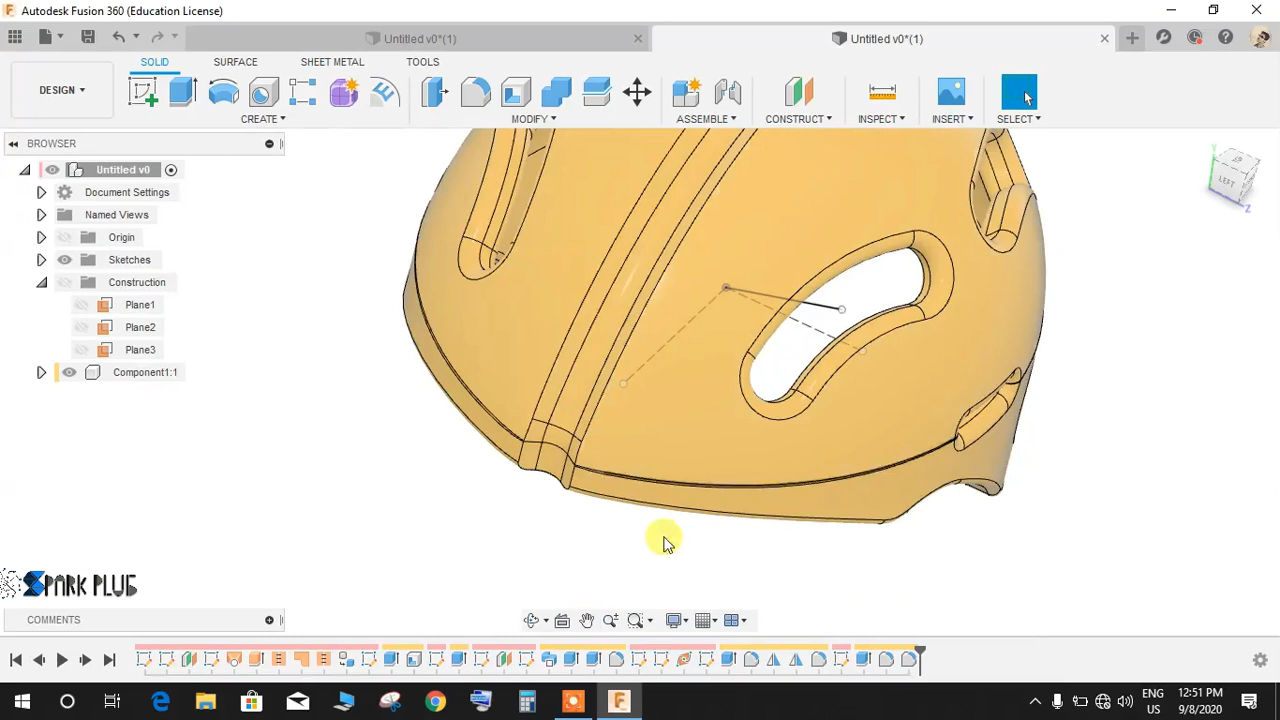 Autodesk Fusion 360 (Education License)
Untitled v0*(1)
Untitled v0*(1)
SOLID
SURFACE
SHEET METAL
TOOLS
DESIGN
CREATE
MODIFY
ASSEMBLE
CONSTRUCT
INSPECT
INSERT
SELECT
BROWSER
Untitled v0
Document Settings
Named Views
Origin
Sketches
Construction
Plane1
Plane2
Plane3
Component1:1
LEFT
Y
Z
SPARK PLUG
COMMENTS
ENG
US
12:51 PM
9/8/2020